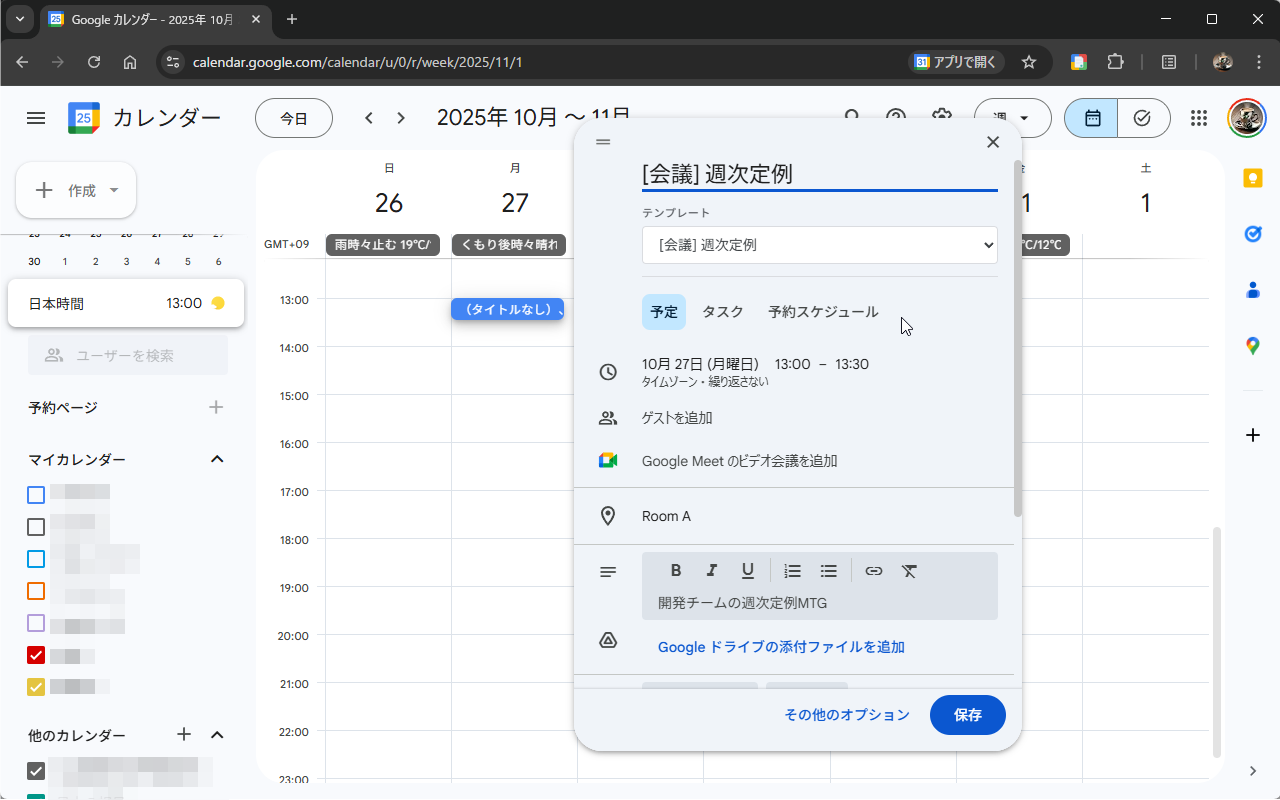 Google カレンダー - 2025年 10月
calendar.google.com/calendar/u/0/r/week/2025/11/1
31 アプリで開く
25 カレンダー
今日
2025年 10月 ～ 11月
週
作成
30 1 2 3 4 5 6
日本時間 13:00
ユーザーを検索
予約ページ
マイカレンダー
他のカレンダー
日 月 土
26 27 1 1
GMT+09
雨時々止む 19℃/
くもり後時々晴れ
℃/12℃
13:00
（タイトルなし）、
14:00
15:00
16:00
17:00
18:00
19:00
20:00
21:00
22:00
23:00
[会議] 週次定例
テンプレート
[会議] 週次定例
予定 タスク 予約スケジュール
10月 27日 (月曜日) 13:00 – 13:30
タイムゾーン・繰り返さない
ゲストを追加
Google Meet のビデオ会議を追加
Room A
B I U
開発チームの週次定例MTG
Google ドライブの添付ファイルを追加
その他のオプション 保存